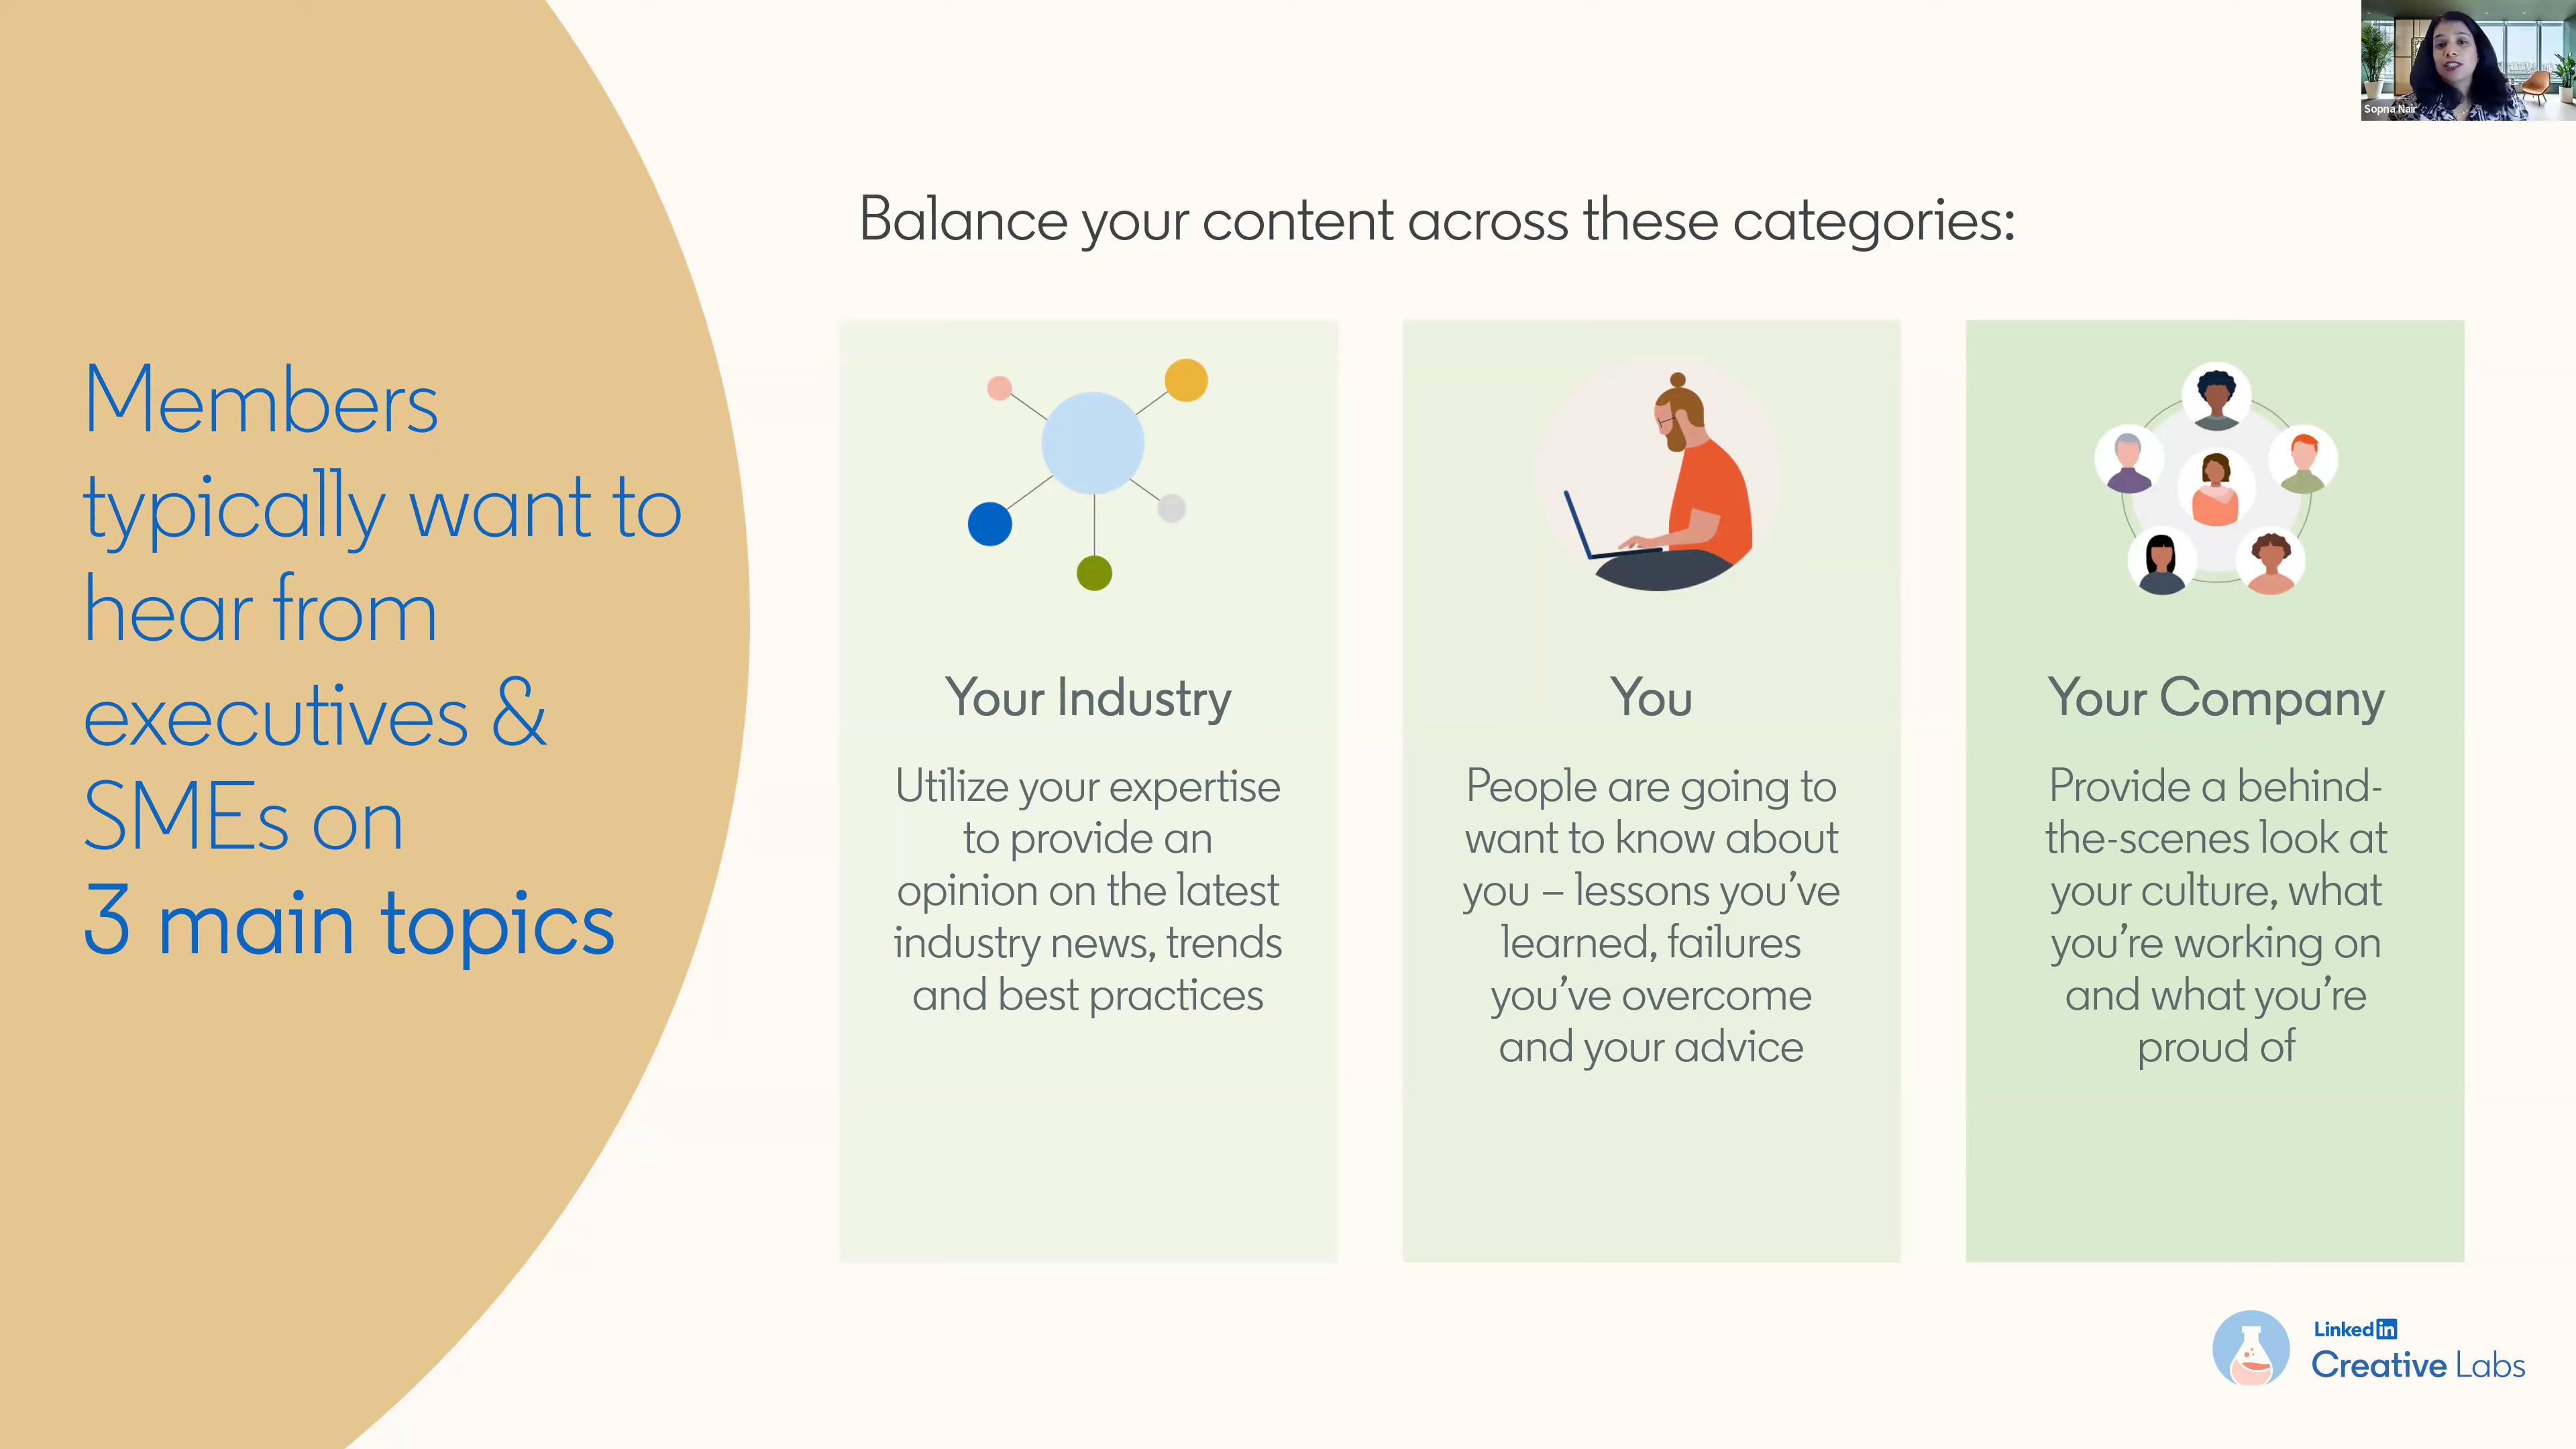 Sopna Nair
Members
typically want to
hear from
executives &
SMEs on
3 main topics
Balance your content across these categories:
Your Industry
Utilize your expertise
to provide an
opinion on the latest
industry news, trends
and best practices
You
People are going to
want to know about
you – lessons you’ve
learned, failures
you’ve overcome
and your advice
Your Company
Provide a behind-
the-scenes look at
your culture, what
you’re working on
and what you’re
proud of
Linked in
Creative Labs